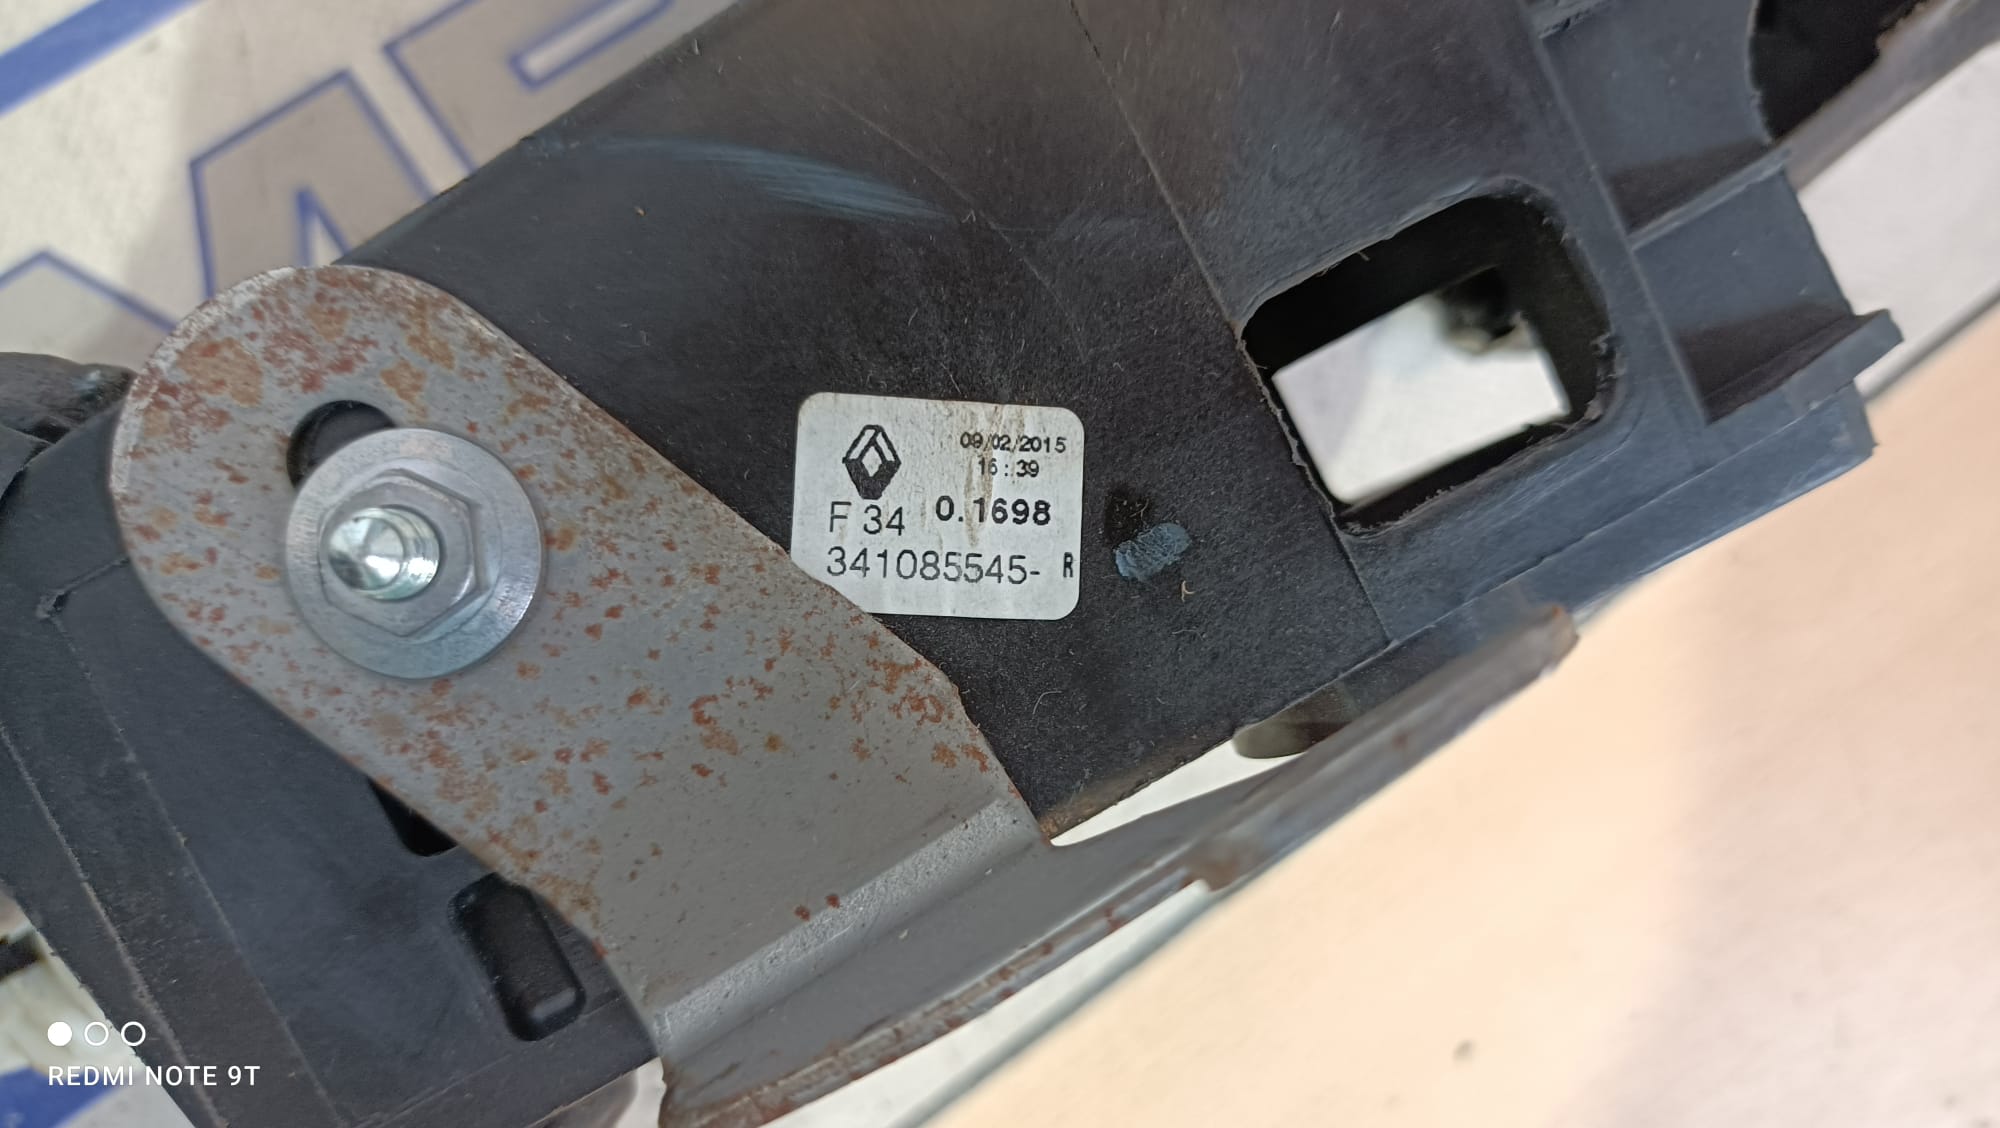 09/02/2015
16:39
F 34 0.1698
341085545- R
REDMI NOTE 9T